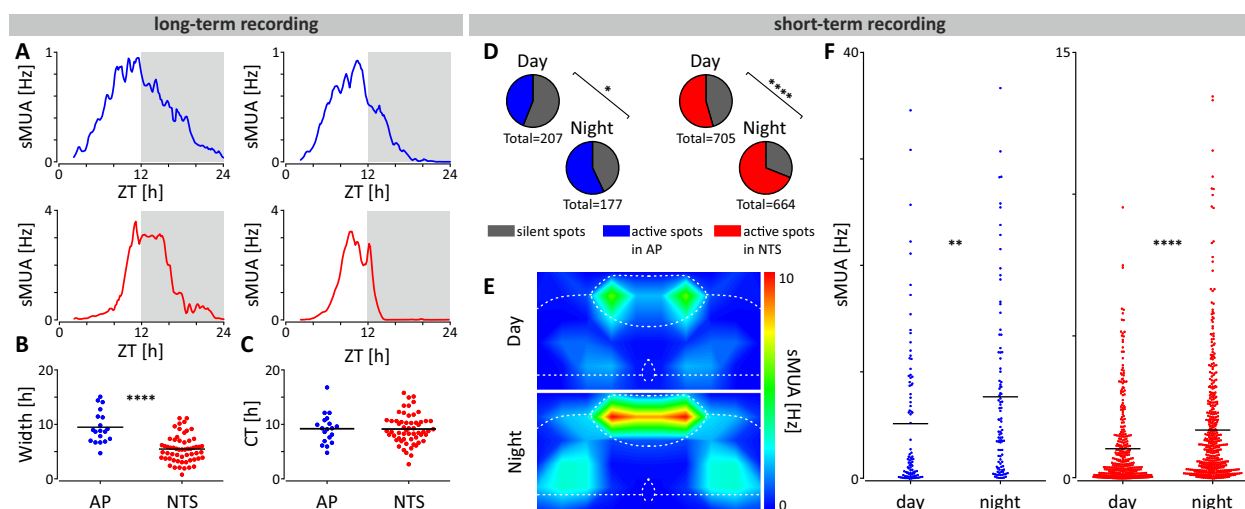 long-term recording
short-term recording
A
sMUA [Hz]
1
0
0 12 24
ZT [h]
sMUA [Hz]
1
0
0 12 24
ZT [h]
sMUA [Hz]
4
0
0 12 24
ZT [h]
sMUA [Hz]
4
0
0 12 24
ZT [h]
B
Width [h]
20
10
0
****
AP NTS
C
CT [h]
20
10
0
AP NTS
D
Day
*
Total=207
Night
Total=177
Day
****
Total=705
Night
Total=664
silent spots
active spots
in AP
active spots
in NTS
E
Day
Night
10
sMUA [Hz]
0
F
sMUA [Hz]
40
0
**
day night
15
0
****
day night